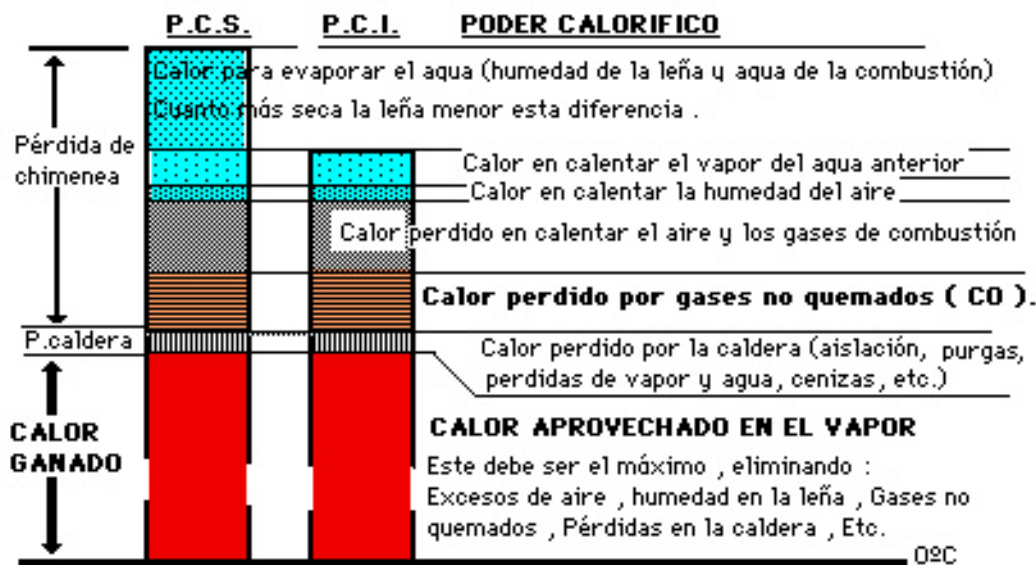 P.C.S. P.C.I. PODER CALORIFICO
Calor para evaporar el aqua (humedad de la leña y aqua de la combustión)
Cuanto más seca la leña menor esta diferencia .
Pérdida de
chimenea
Calor en calentar el vapor del aqua anterior
Calor en calentar la humedad del aire
Calor perdido en calentar el aire y los gases de combustión
Calor perdido por gases no quemados ( CO ).
P.caldera
Calor perdido por la caldera (aislación, purgas,
perdidas de vapor y agua, cenizas, etc.)
CALOR
GANADO
CALOR APROVECHADO EN EL VAPOR
Este debe ser el máximo , eliminando :
Excesos de aire , humedad en la leña , Gases no
quemados , Pérdidas en la caldera , Etc.
0ºC